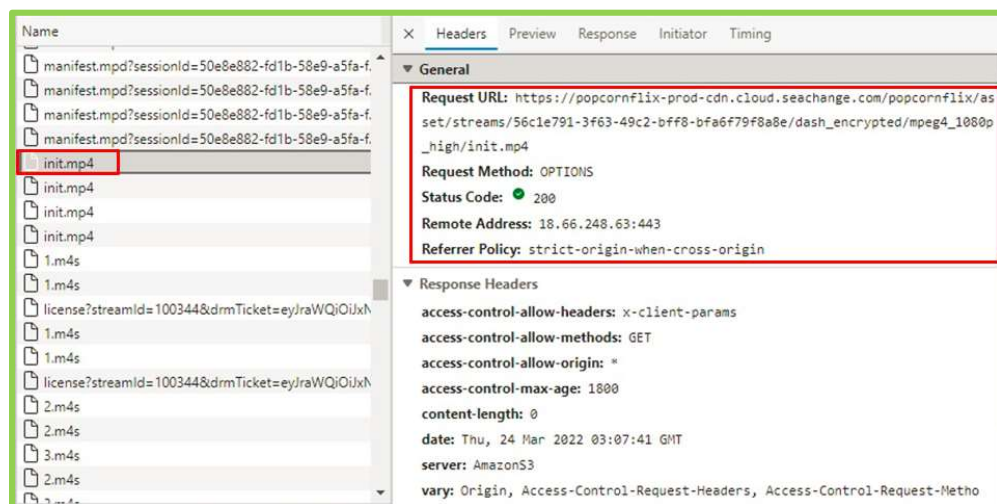 Name
manifest.mpd?sessionId=50e8e882-fd1b-58e9-a5fa-f.
manifest.mpd?sessionId=50e8e882-fd1b-58e9-a5fa-f.
manifest.mpd?sessionId=50e8e882-fd1b-58e9-a5fa-f.
manifest.mpd?sessionId=50e8e882-fd1b-58e9-a5fa-f.
init.mp4
init.mp4
init.mp4
init.mp4
1.m4s
1.m4s
license?streamId=100344&drmTicket=eyJraWQiOiJxN
1.m4s
1.m4s
license?streamId=100344&drmTicket=eyJraWQiOiJxN
2.m4s
2.m4s
3.m4s
2.m4s
Headers Preview Response Initiator Timing
General
Request URL: https://popcornflix-prod-cdn.cloud.seachange.com/popcornflix/as
set/streams/56c1e791-3f63-49c2-bff8-bfa6f79f8a8e/dash_encrypted/mpeg4_1080p
_high/init.mp4
Request Method: OPTIONS
Status Code: 200
Remote Address: 18.66.248.63:443
Referrer Policy: strict-origin-when-cross-origin
Response Headers
access-control-allow-headers: x-client-params
access-control-allow-methods: GET
access-control-allow-origin: *
access-control-max-age: 1800
content-length: 0
date: Thu, 24 Mar 2022 03:07:41 GMT
server: AmazonS3
vary: Origin, Access-Control-Request-Headers, Access-Control-Request-Metho